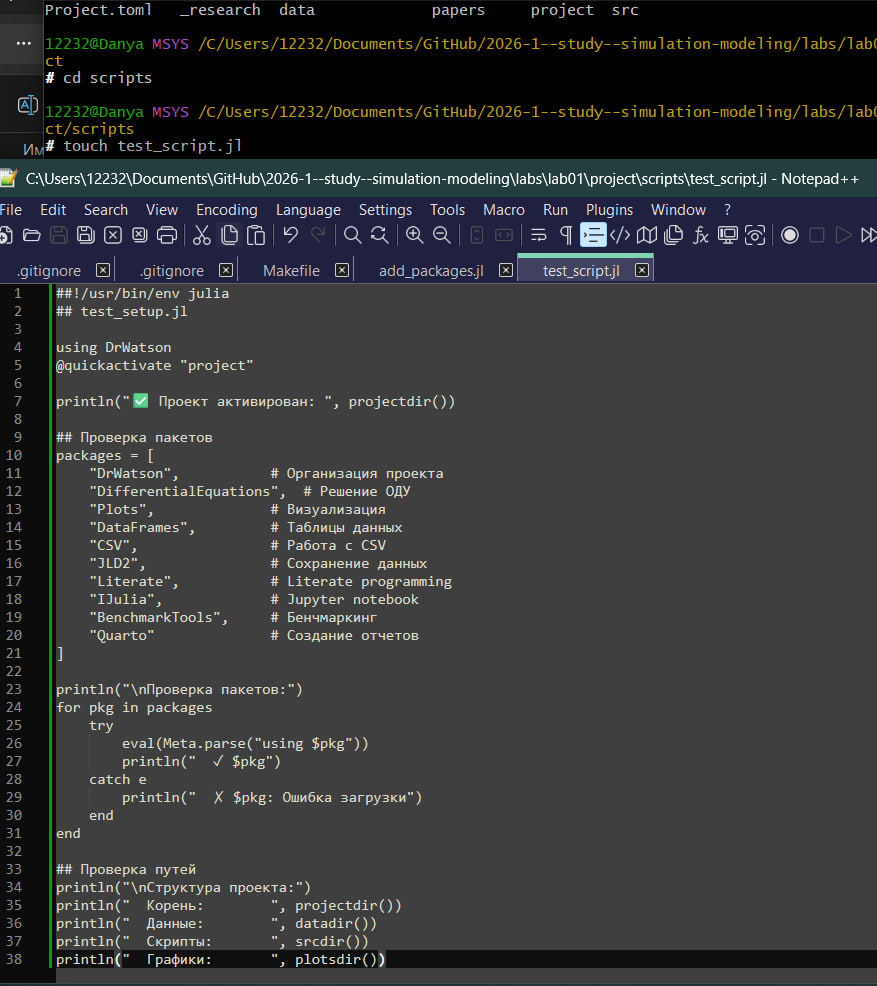 Project.toml   _research  data             papers     project  src
12232@Danya MSYS /C/Users/12232/Documents/GitHub/2026-1--study--simulation-modeling/labs/lab0
ct
# cd scripts
12232@Danya MSYS /C/Users/12232/Documents/GitHub/2026-1--study--simulation-modeling/labs/lab0
ct/scripts
# touch test_script.jl
C:\Users\12232\Documents\GitHub\2026-1--study--simulation-modeling\labs\lab01\project\scripts\test_script.jl - Notepad++
File Edit Search View Encoding Language Settings Tools Macro Run Plugins Window ?
.gitignore .gitignore Makefile add_packages.jl test_script.jl
1 ##!/usr/bin/env julia
2 ## test_setup.jl
3
4 using DrWatson
5 @quickactivate "project"
6
7 println("✅ Проект активирован: ", projectdir())
8
9 ## Проверка пакетов
10 packages = [
11     "DrWatson",           # Организация проекта
12     "DifferentialEquations",  # Решение ОДУ
13     "Plots",              # Визуализация
14     "DataFrames",         # Таблицы данных
15     "CSV",                # Работа с CSV
16     "JLD2",               # Сохранение данных
17     "Literate",           # Literate programming
18     "IJulia",             # Jupyter notebook
19     "BenchmarkTools",     # Бенчмаркинг
20     "Quarto"              # Создание отчетов
21 ]
22
23 println("\nПроверка пакетов:")
24 for pkg in packages
25     try
26         eval(Meta.parse("using $pkg"))
27         println("  ✓ $pkg")
28     catch e
29         println("  ✗ $pkg: Ошибка загрузки")
30     end
31 end
32
33 ## Проверка путей
34 println("\nСтруктура проекта:")
35 println("  Корень:        ", projectdir())
36 println("  Данные:        ", datadir())
37 println("  Скрипты:       ", srcdir())
38 println("  Графики:       ", plotsdir())